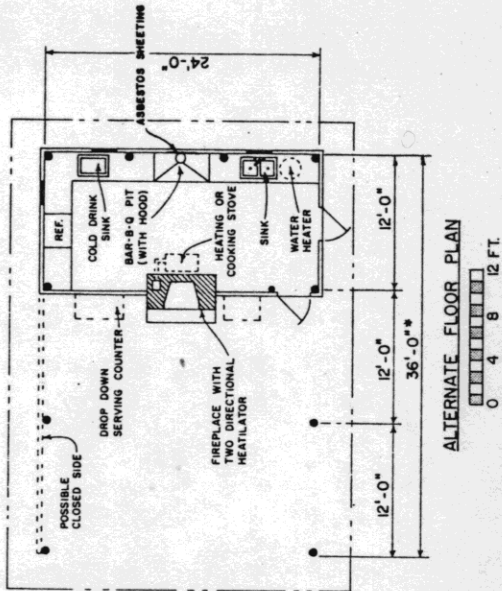 POSSIBLE
CLOSED SIDE
DROP DOWN
SERVING COUNTER
FIREPLACE WITH
TWO DIRECTIONAL
HEATILATOR
REF.
COLD DRINK
SINK
BAR-B-Q PIT
(WITH HOOD)
HEATING OR
COOKING STOVE
SINK
WATER
HEATER
ASBESTOS SHEETING
24'-0"
12'-0"
12'-0"
12'-0"
36'-0"*
ALTERNATE FLOOR PLAN
0 4 8 12 FT.